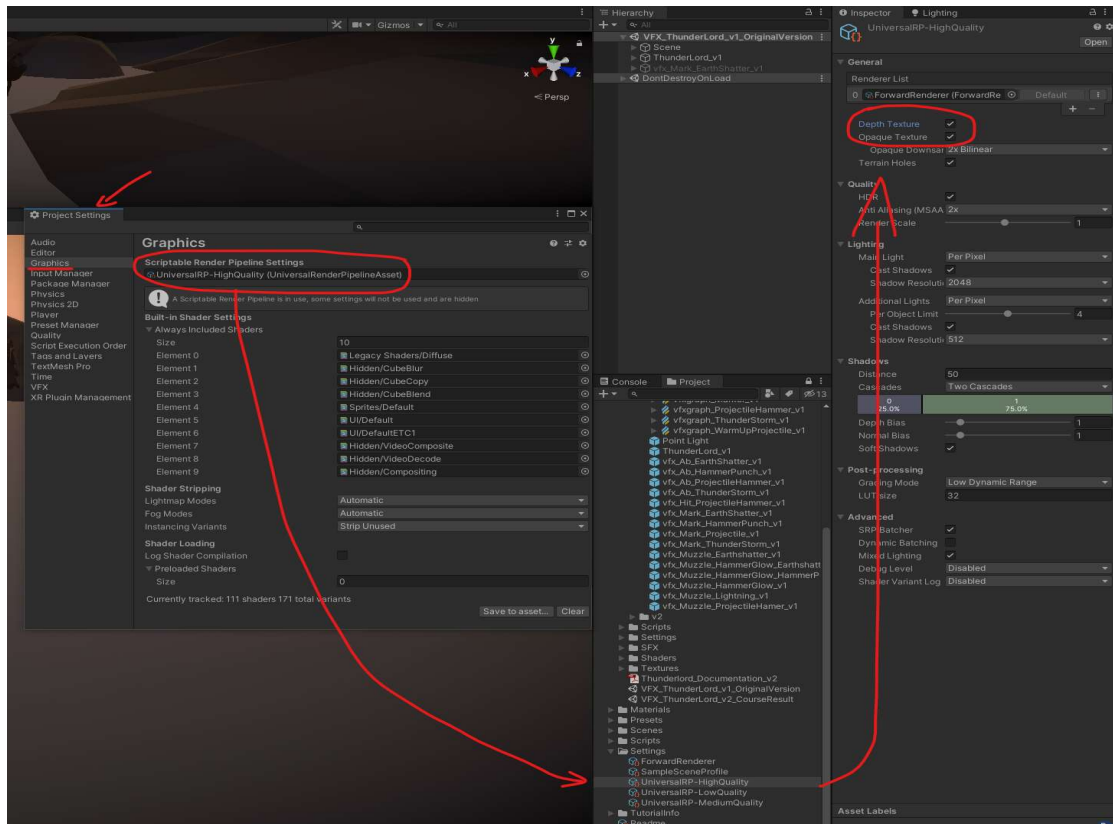 Gizmos
All
y
x
z
Persp
Project Settings
Audio
Editor
Graphics
Input Manager
Package Manager
Physics
Physics 2D
Player
Preset Manager
Quality
Script Execution Order
Tags and Layers
TextMesh Pro
Time
VFX
XR Plugin Management
Graphics
Scriptable Render Pipeline Settings
UniversalRP-HighQuality (UniversalRenderPipelineAsset)
A Scriptable Render Pipeline is in use, some settings will not be used and are hidden
Built-in Shader Settings
Always Included Shaders
Size 10
Element 0 Legacy Shaders/Diffuse
Element 1 Hidden/CubeBlur
Element 2 Hidden/CubeCopy
Element 3 Hidden/CubeBlend
Element 4 Sprites/Default
Element 5 UI/Default
Element 6 UI/DefaultETC1
Element 7 Hidden/VideoComposite
Element 8 Hidden/VideoDecode
Element 9 Hidden/Compositing
Shader Stripping
Lightmap Modes Automatic
Fog Modes Automatic
Instancing Variants Strip Unused
Shader Loading
Log Shader Compilation
Preloaded Shaders
Size 0
Currently tracked: 111 shaders 171 total variants
Save to asset... Clear
Hierarchy
All
VFX_ThunderLord_v1_OriginalVersion
Scene
ThunderLord_v1
vfx_Mark_EarthShatter_v1
DontDestroyOnLoad
Console Project
13
vfxgraph_ProjectileHammer_v1
vfxgraph_ThunderStorm_v1
vfxgraph_WarmUpProjectile_v1
Point Light
ThunderLord_v1
vfx_Ab_EarthShatter_v1
vfx_Ab_HammerPunch_v1
vfx_Ab_ProjectileHammer_v1
vfx_Ab_ThunderStorm_v1
vfx_Hit_ProjectileHammer_v1
vfx_Mark_EarthShatter_v1
vfx_Mark_HammerPunch_v1
vfx_Mark_Projectile_v1
vfx_Mark_ThunderStorm_v1
vfx_Muzzle_Earthshatter_v1
vfx_Muzzle_HammerGlow_Earthshatt
vfx_Muzzle_HammerGlow_HammerP
vfx_Muzzle_HammerGlow_v1
vfx_Muzzle_Lightning_v1
vfx_Muzzle_ProjectileHamer_v1
v2
Scripts
Settings
SFX
Shaders
Textures
Thunderlord_Documentation_v2
VFX_ThunderLord_v1_OriginalVersion
VFX_ThunderLord_v2_CourseResult
Materials
Presets
Scenes
Scripts
Settings
ForwardRenderer
SampleSceneProfile
UniversalRP-HighQuality
UniversalRP-LowQuality
UniversalRP-MediumQuality
TutorialInfo
Readme
Inspector Lighting
UniversalRP-HighQuality
Open
General
Renderer List
0 ForwardRenderer (ForwardRe Default
+ -
Depth Texture
Opaque Texture
Opaque Downsar 2x Bilinear
Terrain Holes
Quality
HDR
Anti Aliasing (MSAA 2x
Render Scale 1
Lighting
Main Light Per Pixel
Cast Shadows
Shadow Resoluti 2048
Additional Lights Per Pixel
Per Object Limit 4
Cast Shadows
Shadow Resoluti 512
Shadows
Distance 50
Cascades Two Cascades
0 1
25.0% 75.0%
Depth Bias 1
Normal Bias 1
Soft Shadows
Post-processing
Grading Mode Low Dynamic Range
LUT size 32
Advanced
SRP Batcher
Dynamic Batching
Mixed Lighting
Debug Level Disabled
Shader Variant Log Disabled
Asset Labels